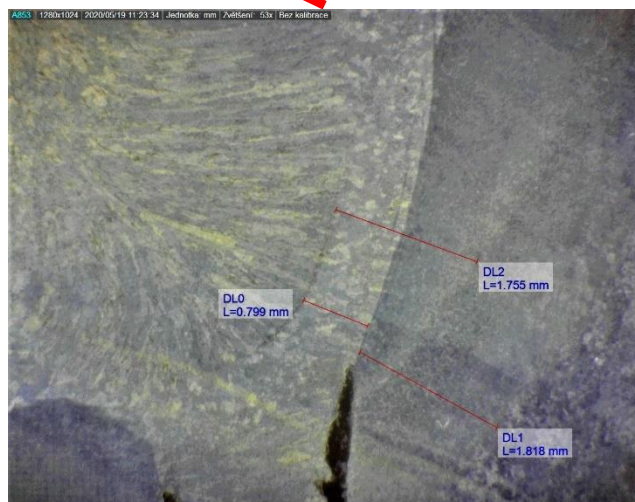 A853 1280x1024 2020/05/19 11:23:34 Jednotka: mm Zvětšení: .53x Bez kalibrace
DL2
L=1.755 mm
DL0
L=0.799 mm
DL1
L=1.818 mm